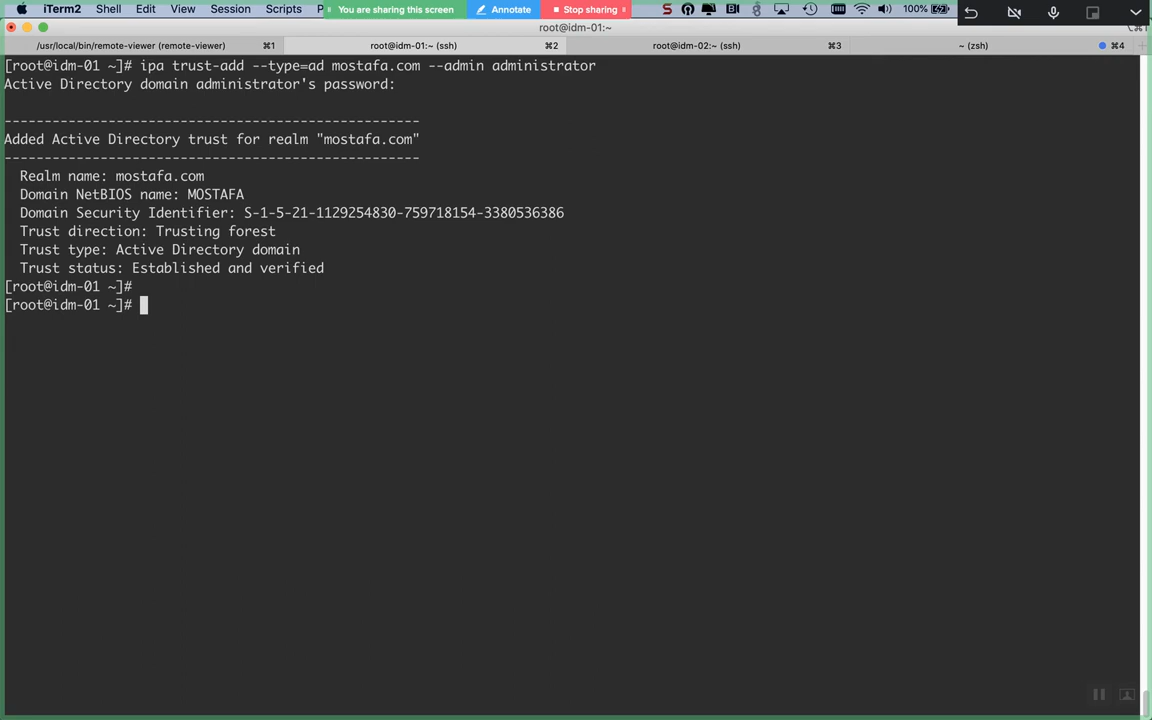 iTerm2 Shell Edit View Session Scripts P You are sharing this screen Annotate Stop sharing 100%
root@idm-01:~ (ssh)
/usr/local/bin/remote-viewer (remote-viewer) ⌘1 root@idm-01:~ (ssh) ⌘2 root@idm-02:~ (ssh) ⌘3 ~ (zsh) ⌘4
[root@idm-01 ~]# ipa trust-add --type=ad mostafa.com --admin administrator
Active Directory domain administrator's password:
----------------------------------------------------
Added Active Directory trust for realm "mostafa.com"
----------------------------------------------------
Realm name: mostafa.com
Domain NetBIOS name: MOSTAFA
Domain Security Identifier: S-1-5-21-1129254830-759718154-3380536386
Trust direction: Trusting forest
Trust type: Active Directory domain
Trust status: Established and verified
[root@idm-01 ~]#
[root@idm-01 ~]#